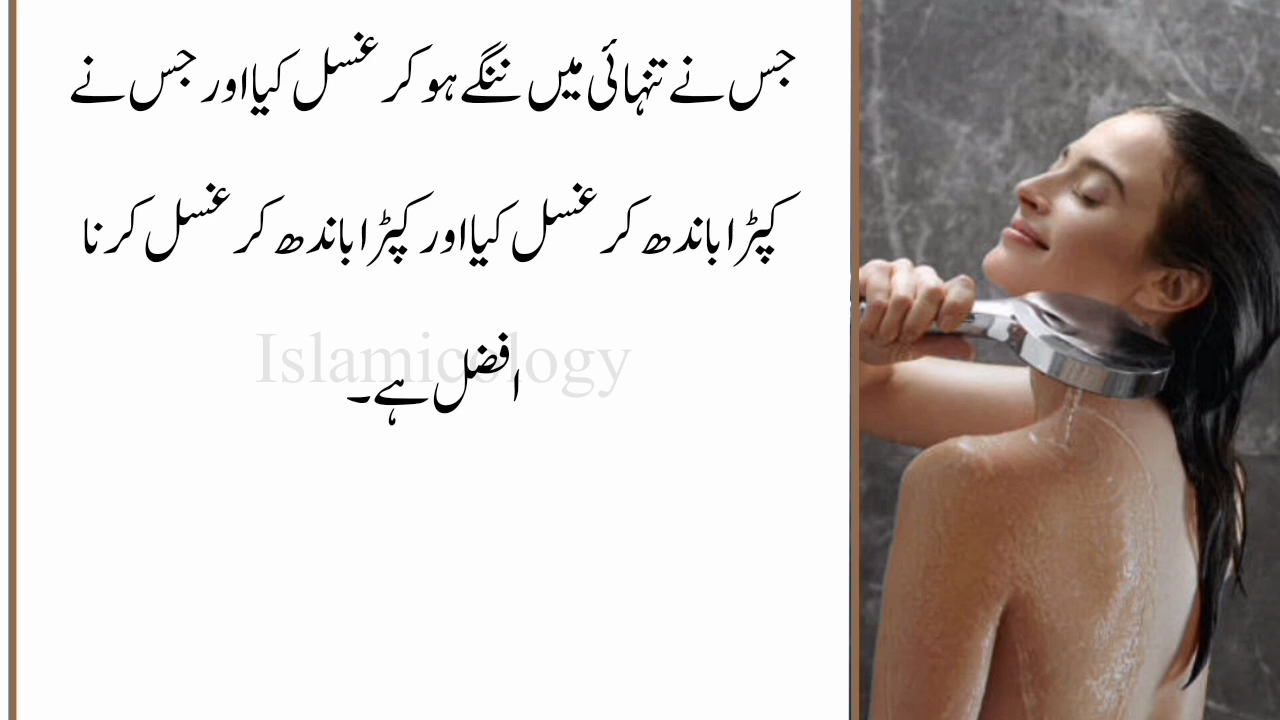 جس نے تنہائی میں ننگے ہو کر غسل کیا اور جس نے
کپڑا باندھ کر غسل کیا اور کپڑا باندھ کر غسل کرنا
افضل ہے۔
Islamicology